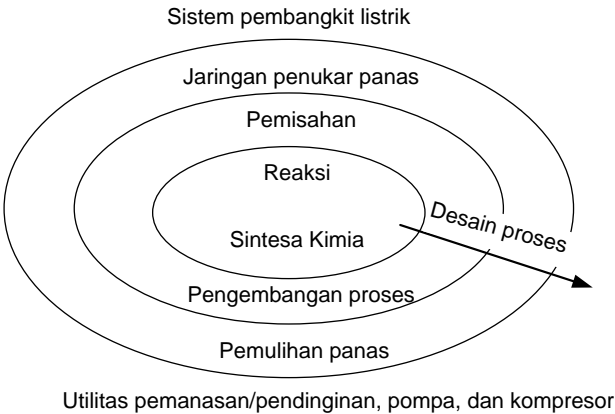 Sistem pembangkit listrik
Jaringan penukar panas
Pemisahan
Reaksi
Desain proses
Sintesa Kimia
Pengembangan proses
Pemulihan panas
Utilitas pemanasan/pendinginan, pompa, dan kompresor